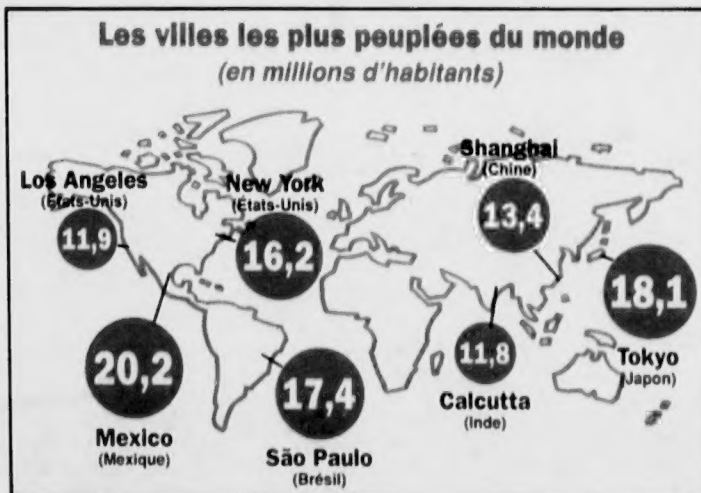 Les villes les plus peuplées du monde
(en millions d'habitants)
Shanghai
(Chine)
13,4
Los Angeles
(États-Unis)
11,9
New York
(États-Unis)
16,2
18,1
Tokyo
(Japon)
20,2
Mexico
(Mexique)
17,4
São Paulo
(Brésil)
11,8
Calcutta
(Inde)